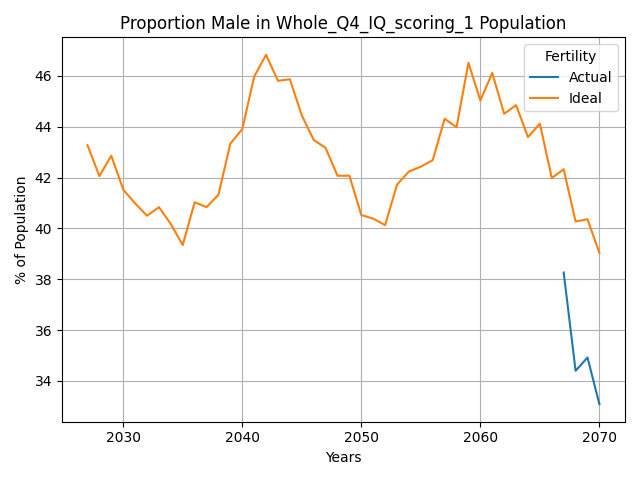 Proportion Male in Whole_Q4_IQ_scoring_1 Population
Fertility
Actual
Ideal
% of Population
46
44
42
40
38
36
34
2030
2040
2050
2060
2070
Years